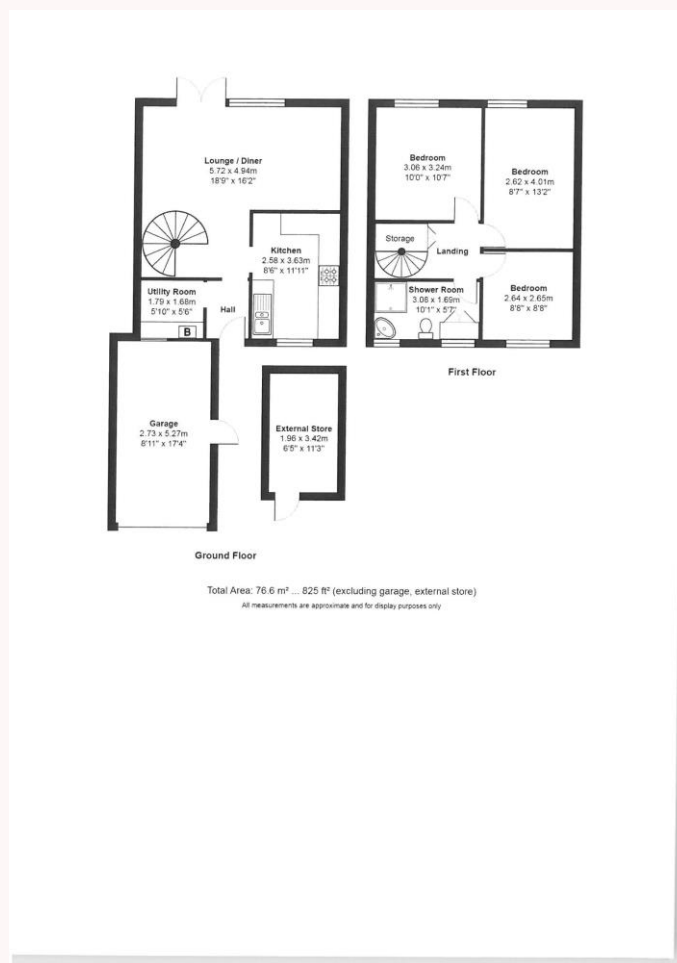 Lounge / Diner
5.72 x 4.94m
18'9" x 16'2"
Kitchen
2.58 x 3.63m
8'6" x 11'11"
Utility Room
1.79 x 1.68m
5'10" x 5'6"
B
Hall
Garage
2.73 x 5.27m
8'11" x 17'4"
External Store
1.96 x 3.42m
6'5" x 11'3"
Ground Floor
Bedroom
3.06 x 3.24m
10'0" x 10'7"
Bedroom
2.62 x 4.01m
8'7" x 13'2"
Storage
Landing
Shower Room
3.08 x 1.69m
10'1" x 5'7"
Bedroom
2.64 x 2.65m
8'8" x 8'8"
First Floor
Total Area: 76.6 m² ... 825 ft² (excluding garage, external store)
All measurements are approximate and for display purposes only